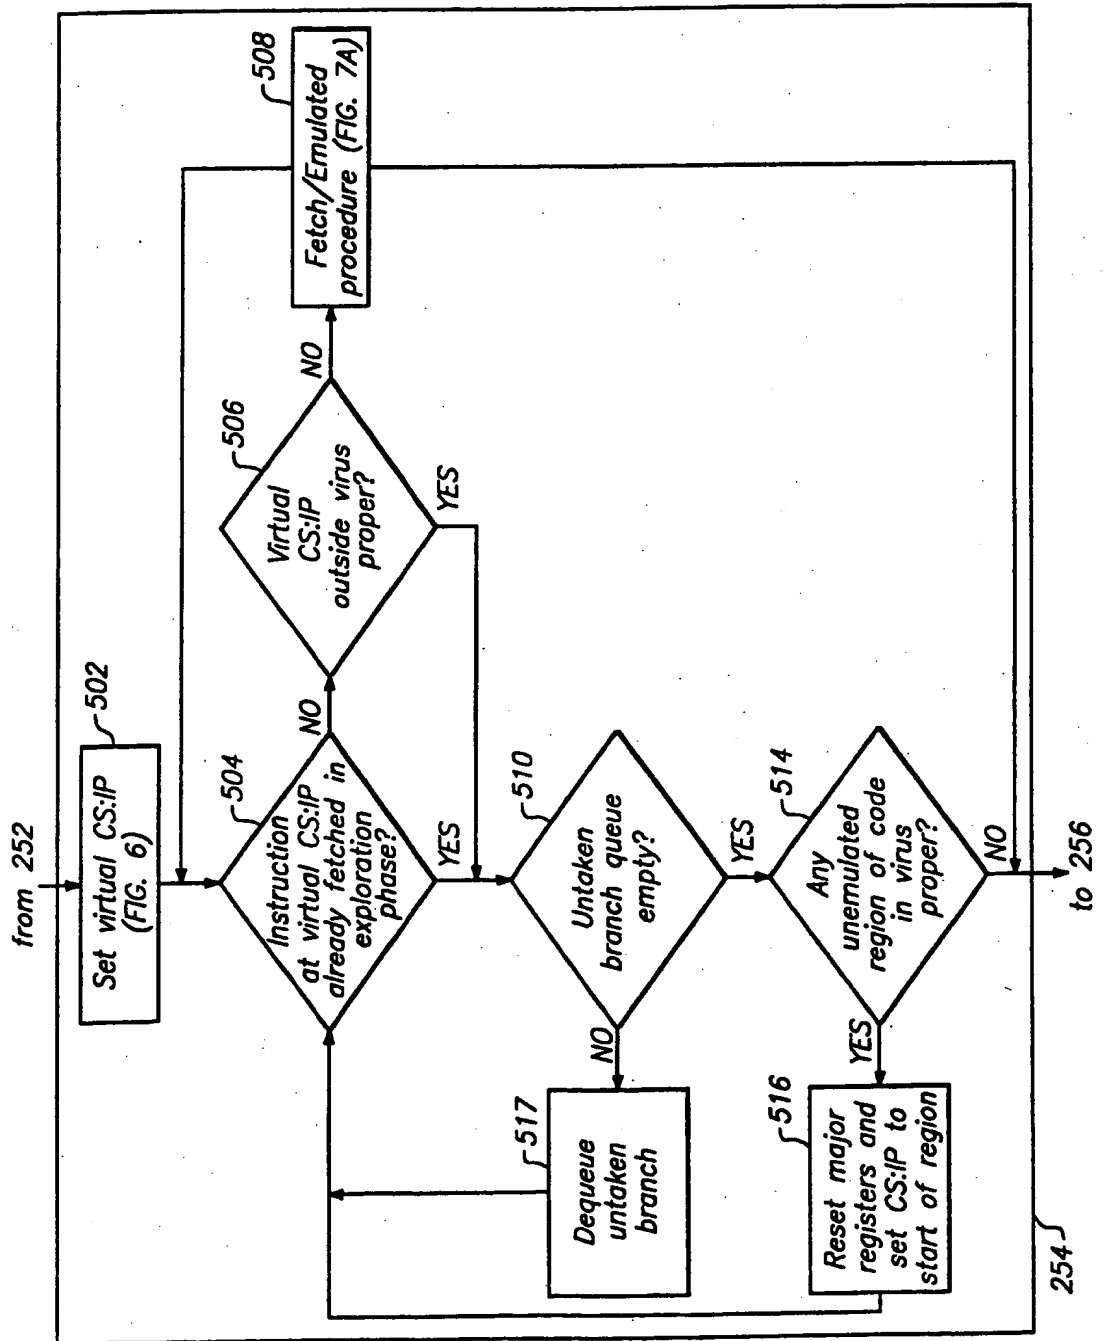 from 252
502
Set virtual CS:IP
(FIG. 6)
504
Instruction
at virtual CS:IP
already fetched in
exploration
phase?
NO
YES
506
Virtual
CS:IP
outside virus
proper?
NO
YES
508
Fetch/Emulated
procedure (FIG. 7A)
510
Untaken
branch queue
empty?
NO
YES
517
Dequeue
untaken
branch
514
Any
unemulated
region of code
in virus
proper?
YES
NO
516
Reset major
registers and
set CS:IP to
start of region
254
to 256